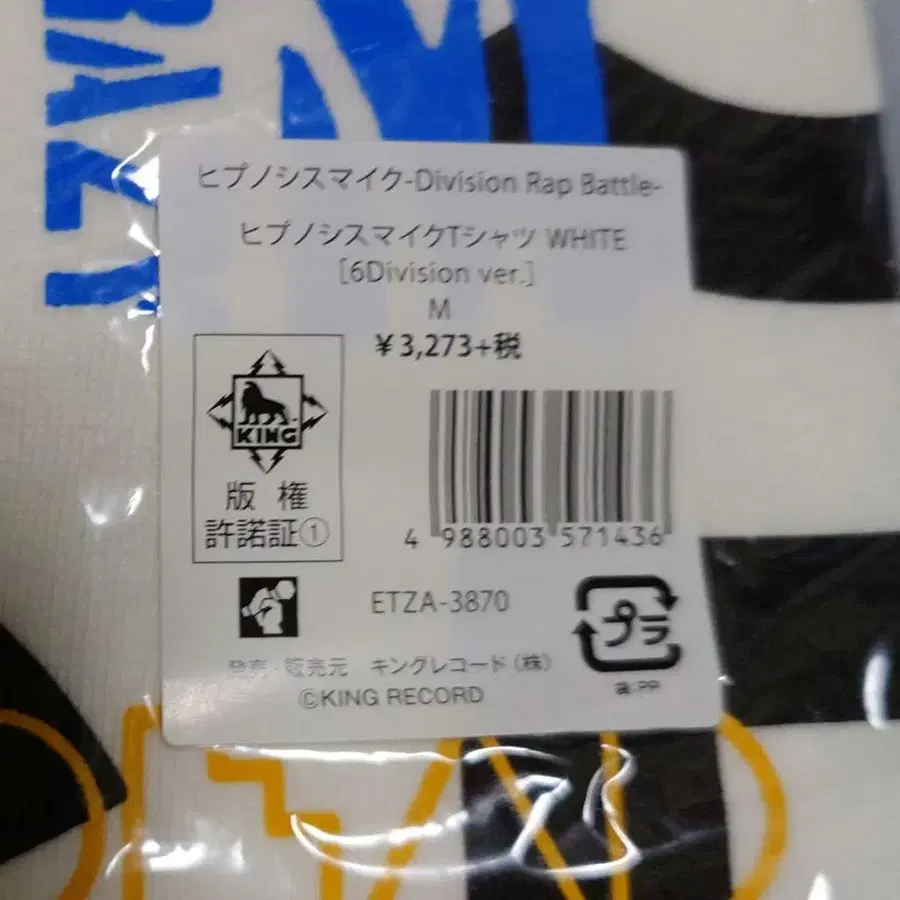 ヒプノシスマイク-Division Rap Battle-
ヒプノシスマイクTシャツ WHITE
[6Division ver.]
M
¥3,273+税
KING
版権
許諾証①
4 988003 571436
ETZA-3870
プラ
袋:PP
発売・販売元 キングレコード(株)
©KING RECORD